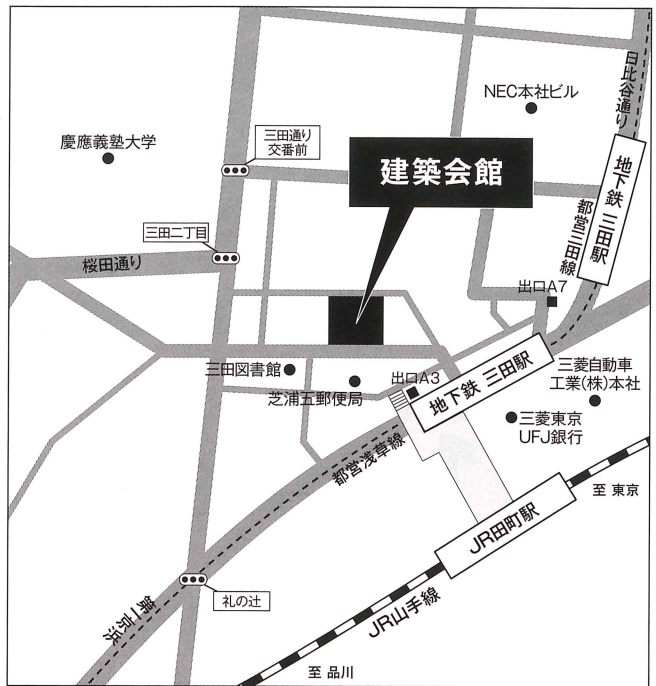 日比谷通り
NEC本社ビル
慶應義塾大学
三田通り
交番前
建築会館
地下鉄 三田駅
都営三田線
三田二丁目
桜田通り
出口A7
三田図書館
芝浦五郵便局
出口A3
地下鉄 三田駅
三菱自動車
工業(株)本社
三菱東京
UFJ銀行
都営浅草線
至 東京
JR田町駅
礼の辻
第一京浜
JR山手線
至 品川